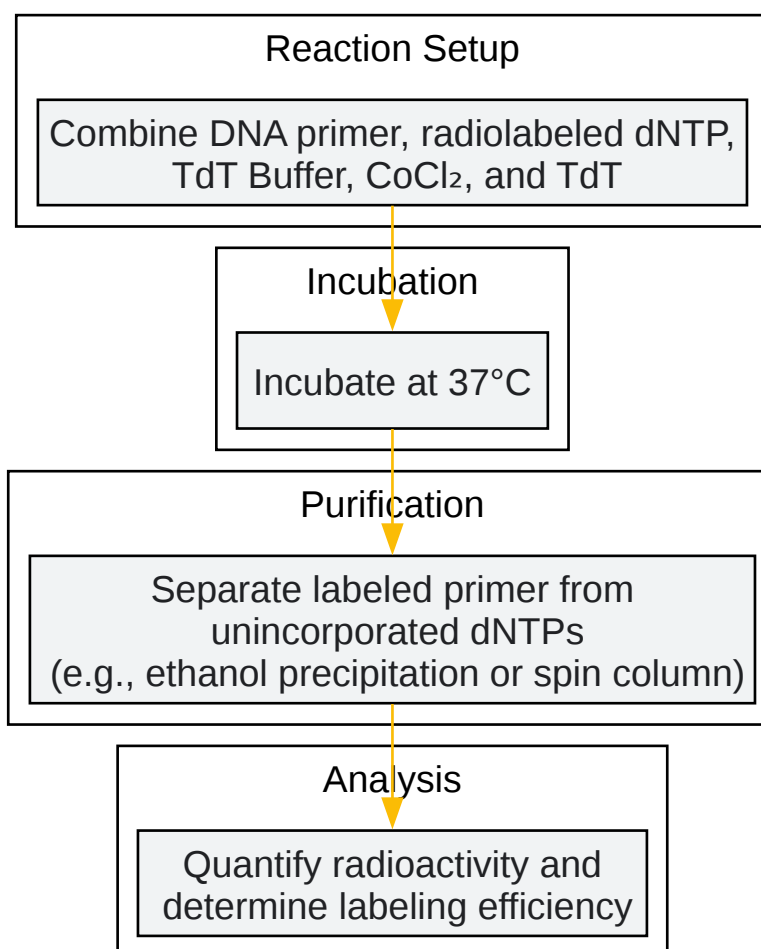 Reaction Setup
Combine DNA primer, radiolabeled dNTP,
TdT Buffer, CoCl₂, and TdT
Incubation
Incubate at 37°C
Purification
Separate labeled primer from
unincorporated dNTPs
(e.g., ethanol precipitation or spin column)
Analysis
Quantify radioactivity and
determine labeling efficiency